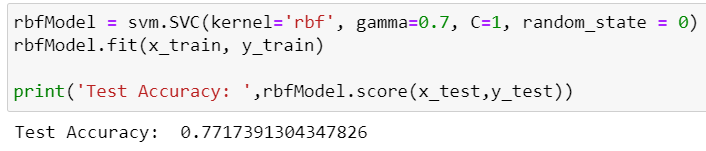 rbfModel = svm.SVC(kernel='rbf', gamma=0.7, C=1, random_state = 0)
rbfModel.fit(x_train, y_train)
print('Test Accuracy: ',rbfModel.score(x_test,y_test))
Test Accuracy:  0.7717391304347826